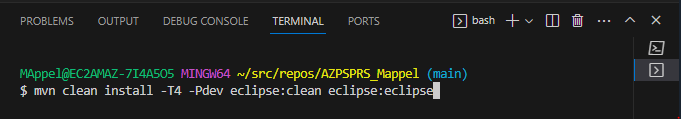 PROBLEMS OUTPUT DEBUG CONSOLE TERMINAL PORTS bash
MAppel@EC2AMAZ-7I4A5O5 MINGW64 ~/src/repos/AZPSPRS_Mappel (main)
$ mvn clean install -T4 -Pdev eclipse:clean eclipse:eclipse